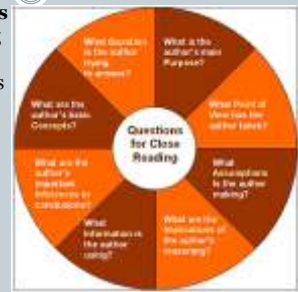 s
s
What Question
is the author
trying
to answer?
What is the
author's main
Purpose?
What Point of
View has the
author taken?
What
Assumptions
is the author
making?
What are the
Implications of
the author's
reasoning?
What
Information is
the author
using?
What are the
author's
important
Inferences or
conclusions?
What are the
author's basic
Concepts?
Questions
for Close
Reading